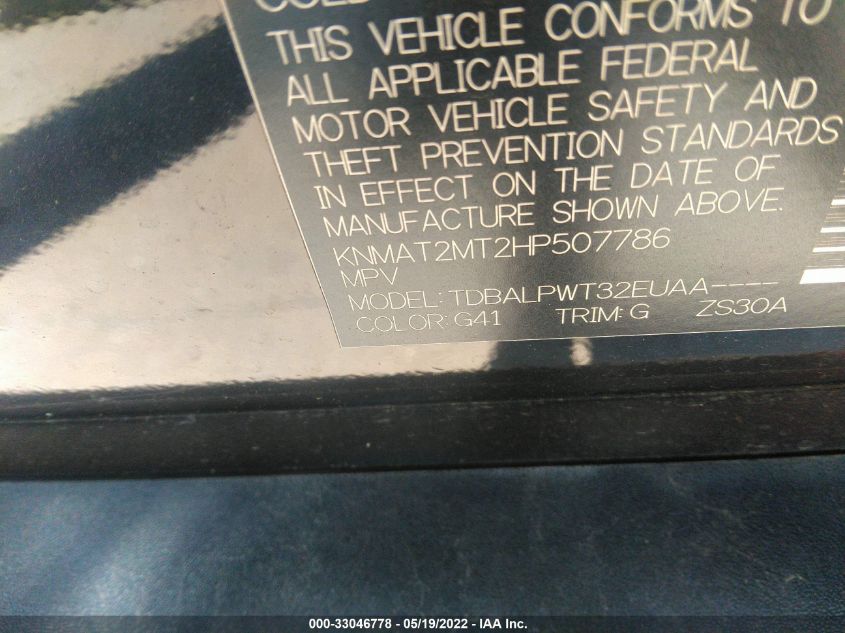 COLD
THIS VEHICLE CONFORMS TO
ALL APPLICABLE FEDERAL
MOTOR VEHICLE SAFETY AND
THEFT PREVENTION STANDARDS
IN EFFECT ON THE DATE OF
MANUFACTURE SHOWN ABOVE.
KNMAT2MT2HP507786
MPV
MODEL:TDBALPWT32EUAA----
COLOR:G41 TRIM:G ZS30A
000-33046778 - 05/19/2022 - IAA Inc.